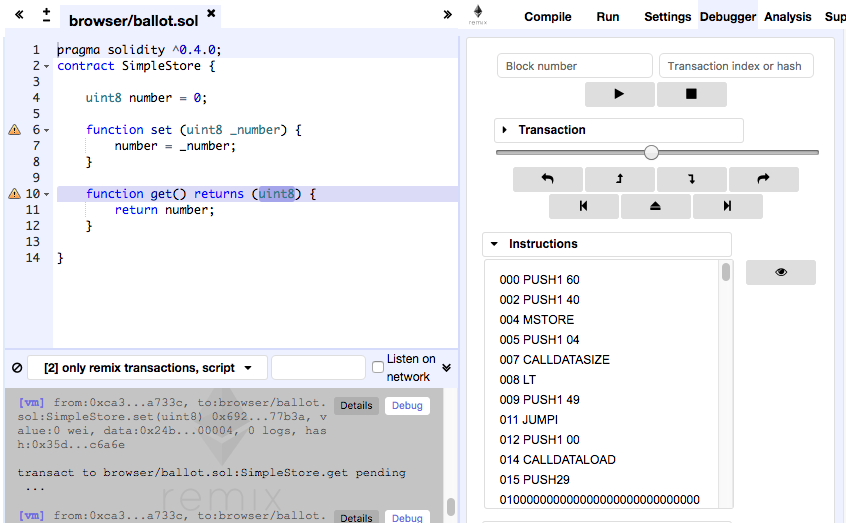 browser/ballot.sol
remix
Compile Run Settings Debugger Analysis Sup
1 pragma solidity ^0.4.0;
2 contract SimpleStore {
3
4 uint8 number = 0;
5
6 function set (uint8 _number) {
7 number = _number;
8 }
9
10 function get() returns (uint8) {
11 return number;
12 }
13
14 }
[2] only remix transactions, script
Listen on
network
[vm] from:0xca3...a733c, to:browser/ballot.
sol:SimpleStore.set(uint8) 0x692...77b3a, v
alue:0 wei, data:0x24b...00004, 0 logs, has
h:0x35d...c6a6e
Details Debug
transact to browser/ballot.sol:SimpleStore.get pending
...
remix
[vm] from:0xca3...a733c, to:browser/ballot.
Details Debug
Block number
Transaction index or hash
Transaction
Instructions
000 PUSH1 60
002 PUSH1 40
004 MSTORE
005 PUSH1 04
007 CALLDATASIZE
008 LT
009 PUSH1 49
011 JUMPI
012 PUSH1 00
014 CALLDATALOAD
015 PUSH29